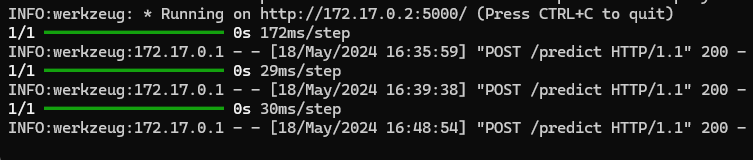 INFO:werkzeug: * Running on http://172.17.0.2:5000/ (Press CTRL+C to quit)
1/1 ━━━━━━━━━━━━━━━━━━━━ 0s 172ms/step
INFO:werkzeug:172.17.0.1 - - [18/May/2024 16:35:59] "POST /predict HTTP/1.1" 200 -
1/1 ━━━━━━━━━━━━━━━━━━━━ 0s 29ms/step
INFO:werkzeug:172.17.0.1 - - [18/May/2024 16:39:38] "POST /predict HTTP/1.1" 200 -
1/1 ━━━━━━━━━━━━━━━━━━━━ 0s 30ms/step
INFO:werkzeug:172.17.0.1 - - [18/May/2024 16:48:54] "POST /predict HTTP/1.1" 200 -